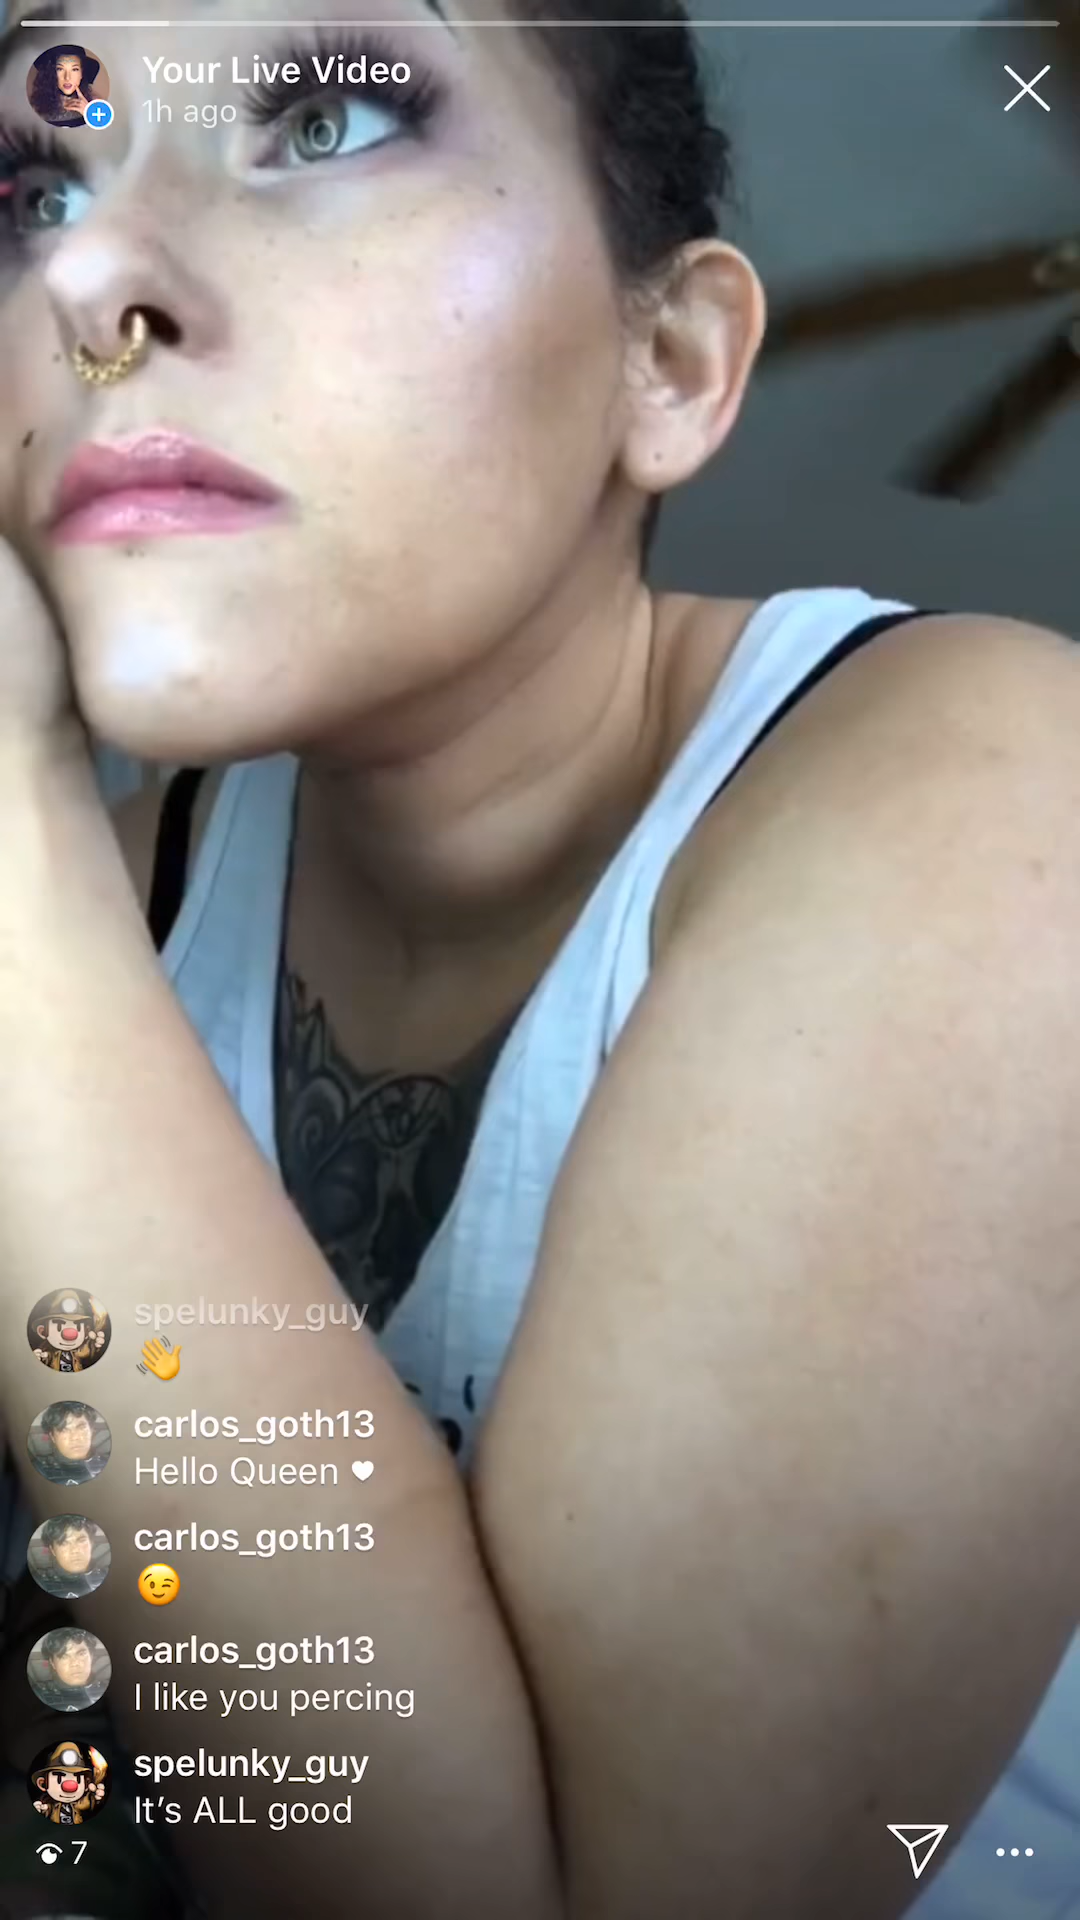 Your Live Video
1h ago
spelunky_guy
👋
carlos_goth13
Hello Queen ♥
carlos_goth13
😉
carlos_goth13
I like you percing
spelunky_guy
It's ALL good
7